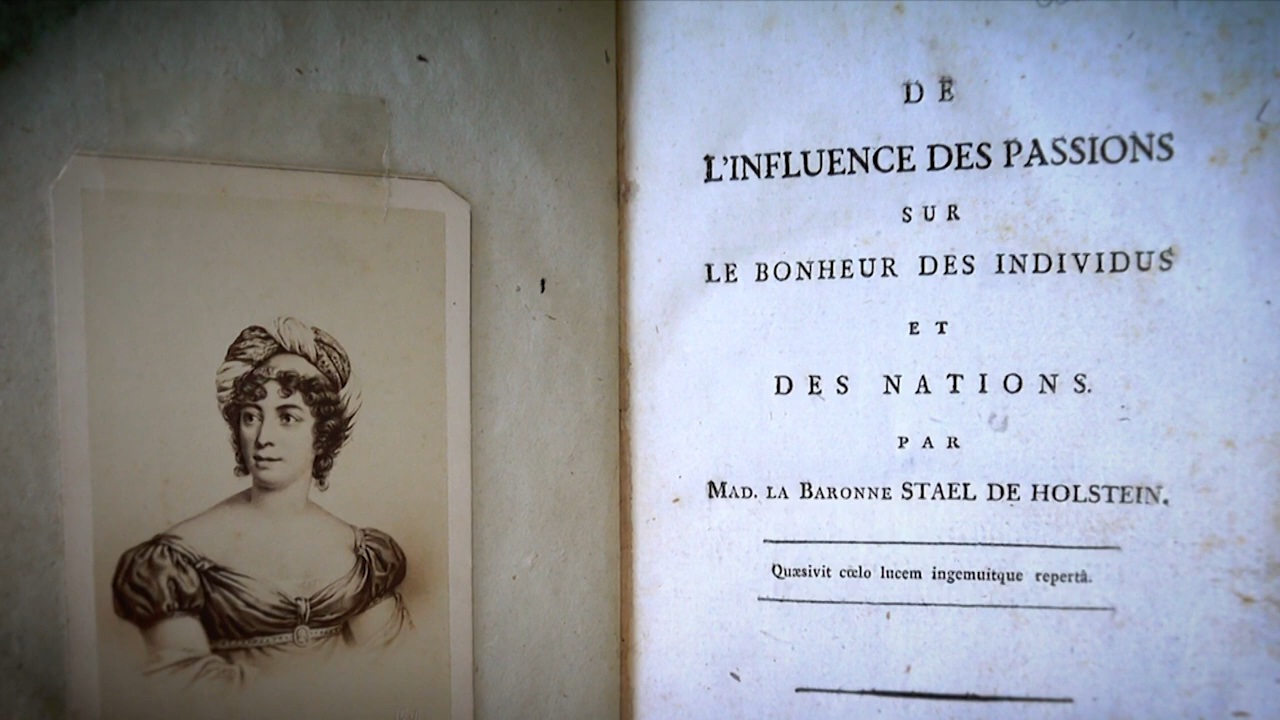 DE
L'INFLUENCE DES PASSIONS
SUR
LE BONHEUR DES INDIVIDUS
ET
DES NATIONS.
PAR
MAD. LA BARONNE STAEL DE HOLSTEIN.
Quæsivit cœlo lucem ingemuitque repertâ.